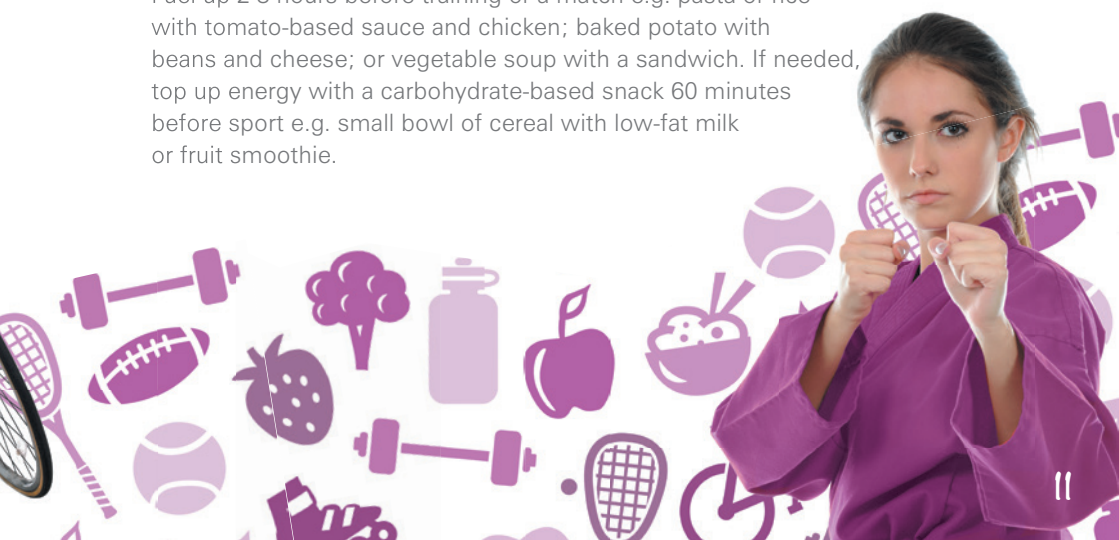 with tomato-based sauce and chicken; baked potato with
beans and cheese; or vegetable soup with a sandwich. If needed,
top up energy with a carbohydrate-based snack 60 minutes
before sport e.g. small bowl of cereal with low-fat milk
or fruit smoothie.
11